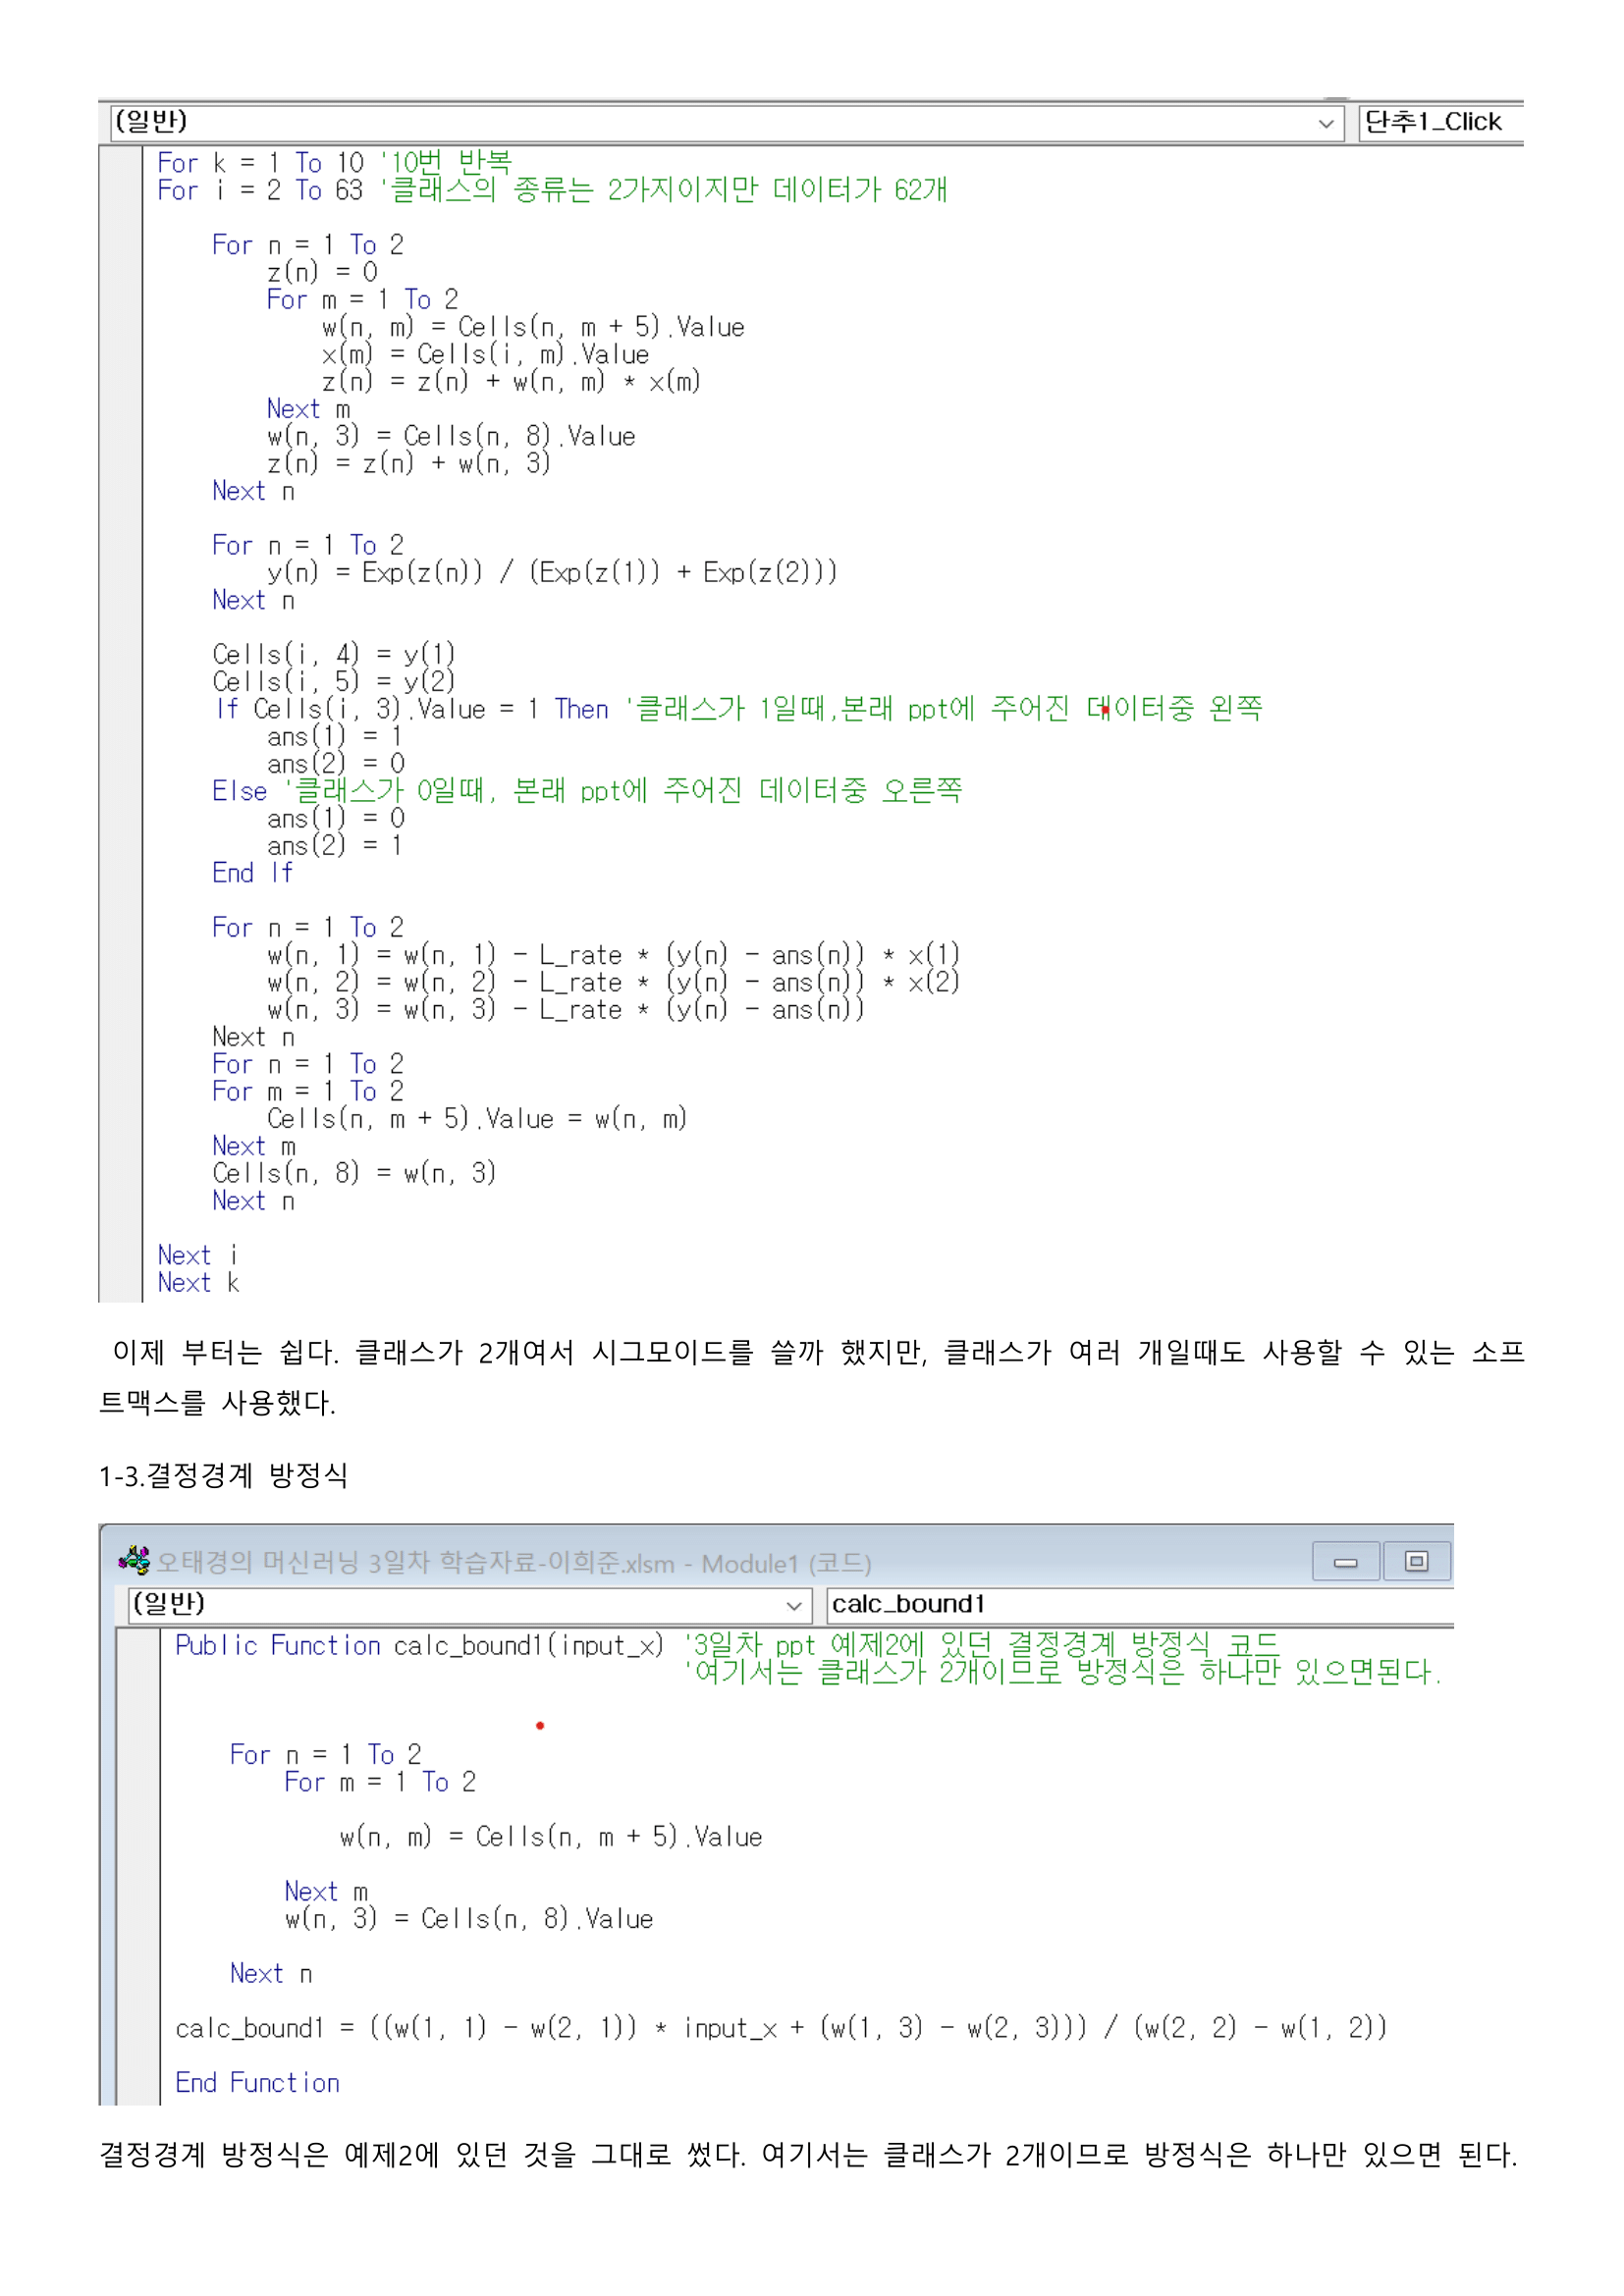 (일반) 단추1_Click
For k = 1 To 10 '10번 반복
For i = 2 To 63 '클래스의 종류는 2가지이지만 데이터가 62개
For n = 1 To 2
z(n) = 0
For m = 1 To 2
w(n, m) = Cells(n, m + 5).Value
x(m) = Cells(i, m).Value
z(n) = z(n) + w(n, m) * x(m)
Next m
w(n, 3) = Cells(n, 8).Value
z(n) = z(n) + w(n, 3)
Next n
For n = 1 To 2
y(n) = Exp(z(n)) / (Exp(z(1)) + Exp(z(2)))
Next n
Cells(i, 4) = y(1)
Cells(i, 5) = y(2)
If Cells(i, 3).Value = 1 Then '클래스가 1일때,본래 ppt에 주어진 데이터중 왼쪽
ans(1) = 1
ans(2) = 0
Else '클래스가 0일때, 본래 ppt에 주어진 데이터중 오른쪽
ans(1) = 0
ans(2) = 1
End If
For n = 1 To 2
w(n, 1) = w(n, 1) - L_rate * (y(n) - ans(n)) * x(1)
w(n, 2) = w(n, 2) - L_rate * (y(n) - ans(n)) * x(2)
w(n, 3) = w(n, 3) - L_rate * (y(n) - ans(n))
Next n
For n = 1 To 2
For m = 1 To 2
Cells(n, m + 5).Value = w(n, m)
Next m
Cells(n, 8) = w(n, 3)
Next n
Next i
Next k
이제 부터는 쉽다. 클래스가 2개여서 시그모이드를 쓸까 했지만, 클래스가 여러 개일때도 사용할 수 있는 소프
트맥스를 사용했다.
1-3.결정경계 방정식
오태경의 머신러닝 3일차 학습자료-이희준.xlsm - Module1 (코드)
(일반) calc_bound1
Public Function calc_bound1(input_x) '3일차 ppt 예제2에 있던 결정경계 방정식 코드
'여기서는 클래스가 2개이므로 방정식은 하나만 있으면된다.
For n = 1 To 2
For m = 1 To 2
w(n, m) = Cells(n, m + 5).Value
Next m
w(n, 3) = Cells(n, 8).Value
Next n
calc_bound1 = ((w(1, 1) - w(2, 1)) * input_x + (w(1, 3) - w(2, 3))) / (w(2, 2) - w(1, 2))
End Function
결정경계 방정식은 예제2에 있던 것을 그대로 썼다. 여기서는 클래스가 2개이므로 방정식은 하나만 있으면 된다.